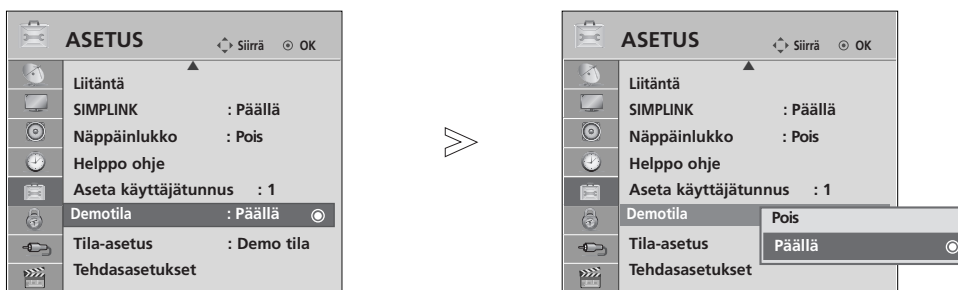 ASETUS Siirrä OK
Liitäntä
SIMPLINK : Päällä
Näppäinlukko : Pois
Helppo ohje
Aseta käyttäjätunnus : 1
Demotila : Päällä
Tila-asetus : Demo tila
Tehdasasetukset
ASETUS Siirrä OK
Liitäntä
SIMPLINK : Päällä
Näppäinlukko : Pois
Helppo ohje
Aseta käyttäjätunnus : 1
Demotila
Pois
Tila-asetus
Päällä
Tehdasasetukset